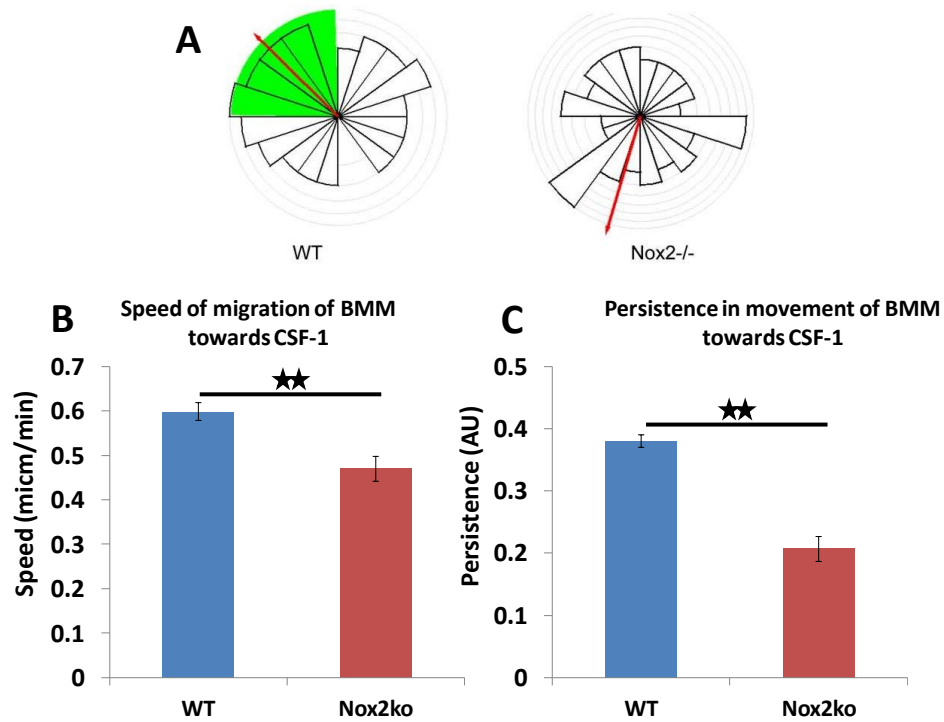 A
WT
Nox2-/-
B
Speed of migration of BMM
towards CSF-1
Speed (micm/min)
0.7
0.6
0.5
0.4
0.3
0.2
0.1
0
WT
Nox2ko
C
Persistence in movement of BMM
towards CSF-1
Persistence (AU)
0.5
0.4
0.3
0.2
0.1
0
WT
Nox2ko